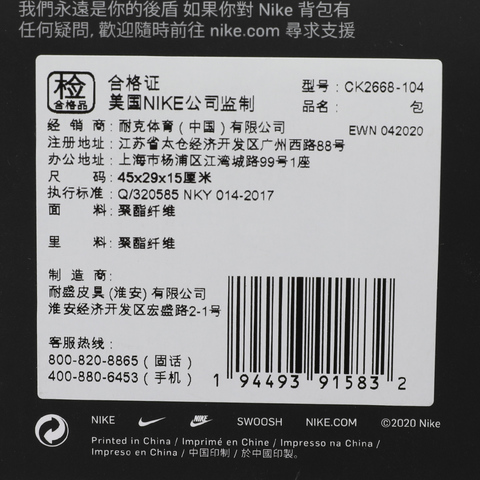 我們永遠是你的後盾 如果你對 Nike 背包有
任何疑問, 歡迎隨時前往 nike.com 尋求支援
检
合格品
合格证
美国NIKE公司监制
型号: CK2668-104
品名: 包
经销商: 耐克体育(中国)有限公司
EWN 042020
注册地址: 江苏省太仓经济开发区广州西路88号
办公地址: 上海市杨浦区江湾城路99号1座
尺码: 45x29x15厘米
执行标准: Q/320585 NKY 014-2017
面料: 聚酯纤维
里料: 聚酯纤维
制造商:
耐盛皮具(淮安)有限公司
淮安经济开发区宏盛路2-1号
客服热线:
800-820-8865 (固话)
400-880-6453 (手机)
1 94493 91583 2
NIKE
NIKE
SWOOSH
NIKE.COM
©2020 Nike
Printed in China / Imprimé en Chine / Impresso na China /
Impreso en China / 中国印制 / 於中國印製。